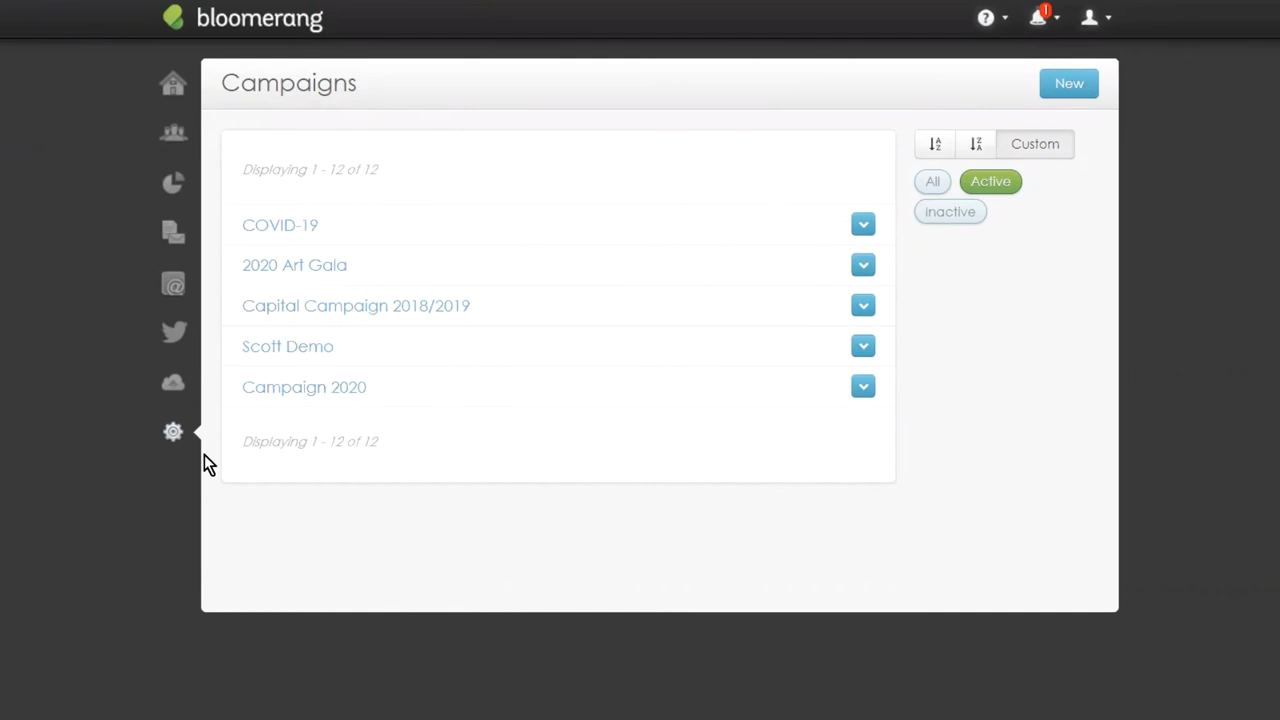 bloomerang
Campaigns
New
Displaying 1 - 12 of 12
Custom
All
Active
Inactive
COVID-19
2020 Art Gala
Capital Campaign 2018/2019
Scott Demo
Campaign 2020
Displaying 1 - 12 of 12